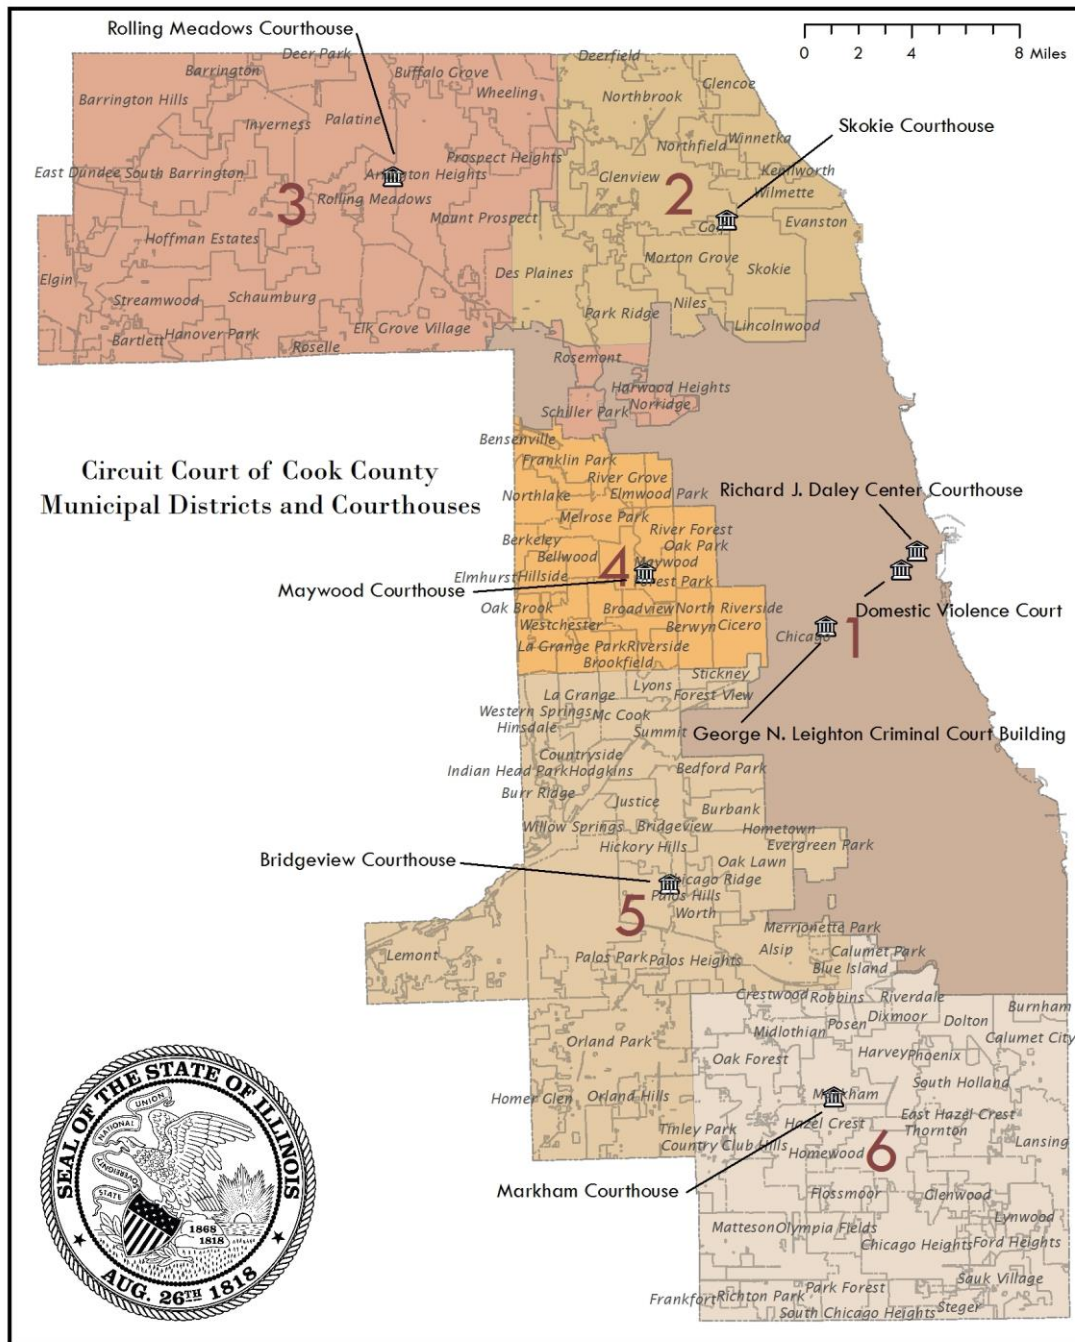 Rolling Meadows Courthouse
0 2 4 8 Miles
Deer Park
Deerfield
Barrington
Buffalo Grove
Glencoe
Barrington Hills
Wheeling
Northbrook
Palatine
Inverness
Skokie Courthouse
Winnetka
Northfield
Prospect Heights
East Dundee South Barrington
Arlington Heights
Glenview
Kenilworth
2
Wilmette
3
Rolling Meadows
Mount Prospect
Evanston
Hoffman Estates
Morton Grove
Skokie
Elgin
Des Plaines
Streamwood
Schaumburg
Niles
Park Ridge
Lincolnwood
Bartlett
Hanover Park
Elk Grove Village
Roselle
Rosemont
Harwood Heights
Norridge
Schiller Park
Bensenville
Circuit Court of Cook County
Municipal Districts and Courthouses
Franklin Park
River Grove
Northlake
Elmwood Park
Richard J. Daley Center Courthouse
Melrose Park
River Forest
Berkeley
Oak Park
Bellwood
4
Maywood
Elmhurst
Hillside
Forest Park
Maywood Courthouse
Oak Brook
Broadview
North Riverside
Domestic Violence Court
Westchester
Berwyn
Cicero
Chicago
1
La Grange Park
Riverside
Brookfield
Stickney
Lyons
La Grange
Forest View
Western Springs
Mc Cook
Hinsdale
Summit
George N. Leighton Criminal Court Building
Countryside
Indian Head Park
Hodgkins
Bedford Park
Burr Ridge
Justice
Burbank
Willow Springs
Bridgeview
Hometown
Hickory Hills
Evergreen Park
Bridgeview Courthouse
Oak Lawn
Chicago Ridge
Palos Hills
5
Worth
Merrionette Park
Lemont
Palos Park
Palos Heights
Alsip
Calumet Park
Blue Island
Crestwood
Robbins
Riverdale
Burnham
Midlothian
Posen
Dixmoor
Dolton
Calumet City
Orland Park
Oak Forest
Harvey
Phoenix
South Holland
Homer Glen
Orland Hills
Markham
Hazel Crest
East Hazel Crest
Thornton
Tinley Park
Country Club Hills
Homewood
6
Lansing
Markham Courthouse
Flossmoor
Glenwood
Matteson
Olympia Fields
Lynwood
Chicago Heights
Ford Heights
Frankfort
Richton Park
Park Forest
Sauk Village
South Chicago Heights
Steger
SEAL OF THE STATE OF ILLINOIS
STATE
SOVEREIGNTY
NATIONAL
UNION
1868
1818
AUG. 26TH 1818